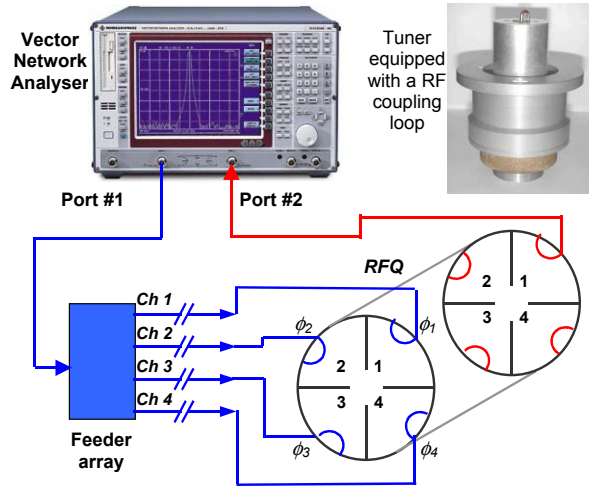 Vector
Network
Analyser
Tuner
equipped
with a RF
coupling
loop
Port #1
Port #2
RFQ
2
1
3
4
Ch 1
Ch 2
Ch 3
Ch 4
ϕ2
ϕ1
2
1
3
4
ϕ3
ϕ4
Feeder
array